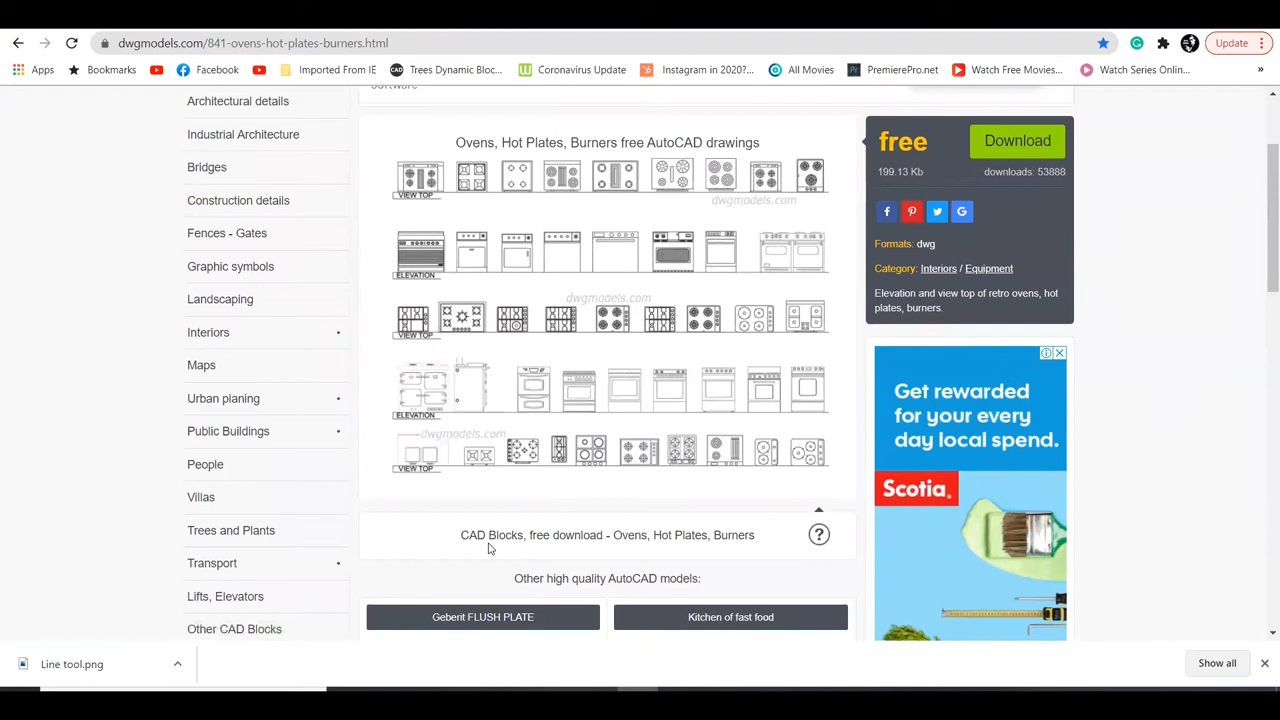 dwgmodels.com/841-ovens-hot-plates-burners.html
Update
Apps
Bookmarks
Facebook
Imported From IE
Trees Dynamic Bloc...
Coronavirus Update
Instagram in 2020?...
All Movies
PremierePro.net
Watch Free Movies...
Watch Series Onlin...
»
Software
Architectural details
Industrial Architecture
Bridges
Construction details
Fences - Gates
Graphic symbols
Landscaping
Interiors
Maps
Urban planing
Public Buildings
People
Villas
Trees and Plants
Transport
Lifts, Elevators
Other CAD Blocks
Ovens, Hot Plates, Burners free AutoCAD drawings
VIEW TOP
dwgmodels.com
ELEVATION
dwgmodels.com
VIEW TOP
ELEVATION
dwgmodels.com
VIEW TOP
CAD Blocks, free download - Ovens, Hot Plates, Burners
?
Other high quality AutoCAD models:
Geberit FLUSH PLATE
Kitchen of fast food
free
Download
199.13 Kb
downloads: 53888
Formats: dwg
Category: Interiors / Equipment
Elevation and view top of retro ovens, hot
plates, burners.
Get rewarded
for your every
day local spend.
Scotia
Line tool.png
Show all